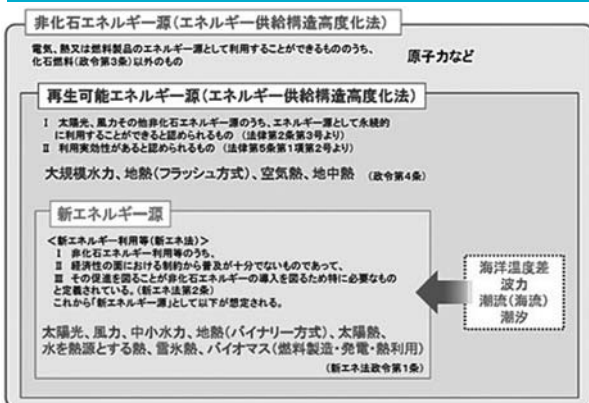 非化石エネルギー源（エネルギー供給構造高度化法）
電気、熱又は燃料製品のエネルギー源として利用することができるもののうち、
化石燃料（政令第3条）以外のもの
原子力など
再生可能エネルギー源（エネルギー供給構造高度化法）
Ⅰ 太陽光、風力その他非化石エネルギー源のうち、エネルギー源として永続的
に利用することができると認められるもの （法律第2条第3号より）
Ⅱ 利用実効性があると認められるもの （法律第5条第1項第2号より）
大規模水力、地熱（フラッシュ方式）、空気熱、地中熱 （政令第4条）
新エネルギー源
＜新エネルギー利用等（新エネ法）＞
Ⅰ 非化石エネルギー利用等のうち、
Ⅱ 経済性の面における制約から普及が十分でないものであって、
Ⅲ その促進を図ることが非化石エネルギーの導入を図るため特に必要なもの
と定義されている。（新エネ法第2条）
これから「新エネルギー源」として以下が想定される。
太陽光、風力、中小水力、地熱（バイナリー方式）、太陽熱、
水を熱源とする熱、雪氷熱、バイオマス（燃料製造・発電・熱利用）
（新エネ法政令第1条）
海洋温度差
波力
潮流（海流）
潮汐